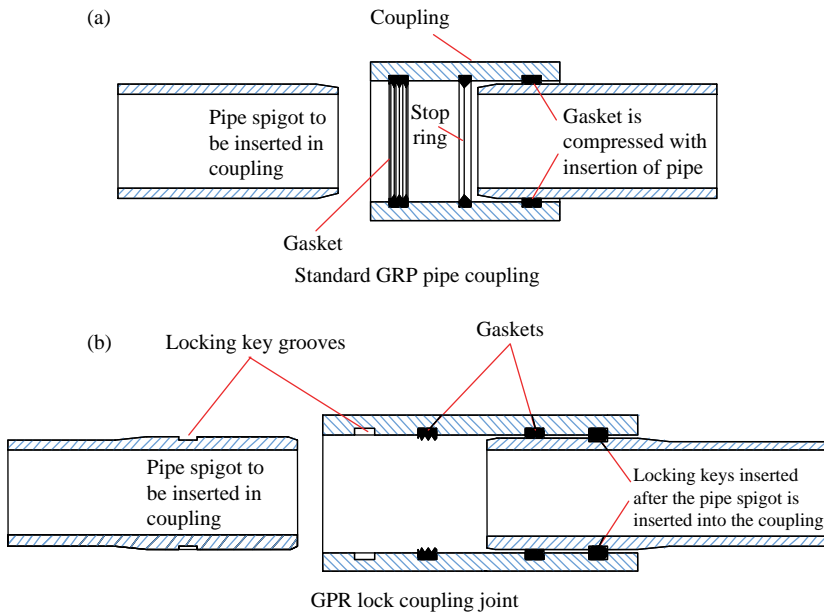 (a)
Coupling
Pipe spigot to
be inserted in
coupling
Stop
ring
Gasket is
compressed with
insertion of pipe
Gasket
Standard GRP pipe coupling
(b)
Locking key grooves
Gaskets
Pipe spigot to
be inserted in
coupling
Locking keys inserted
after the pipe spigot is
inserted into the coupling
GPR lock coupling joint